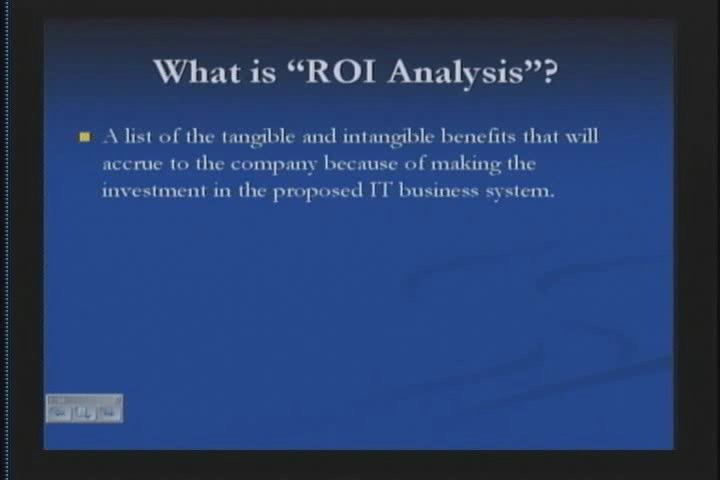 What is “ROI Analysis”?
A list of the tangible and intangible benefits that will
accrue to the company because of making the
investment in the proposed IT business system.